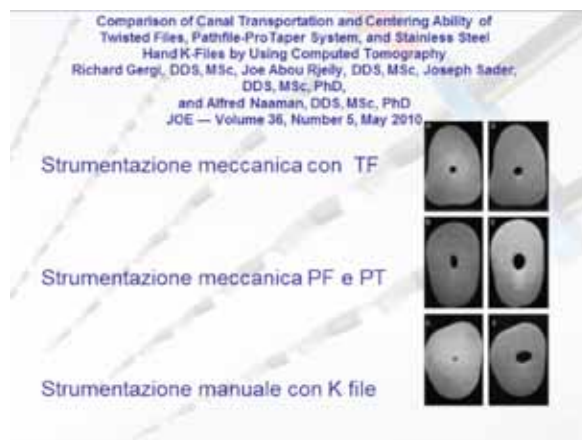 Comparison of Canal Transportation and Centering Ability of
Twisted Files, Pathfile-ProTaper System, and Stainless Steel
Hand K-Files by Using Computed Tomography
Richard Gergi, DDS, MSc, Joe Abou Rjeily, DDS, MSc, Joseph Sader,
DDS, MSc, PhD,
and Alfred Naaman, DDS, MSc, PhD
JOE — Volume 36, Number 5, May 2010
Strumentazione meccanica con TF
Strumentazione meccanica PF e PT
Strumentazione manuale con K file